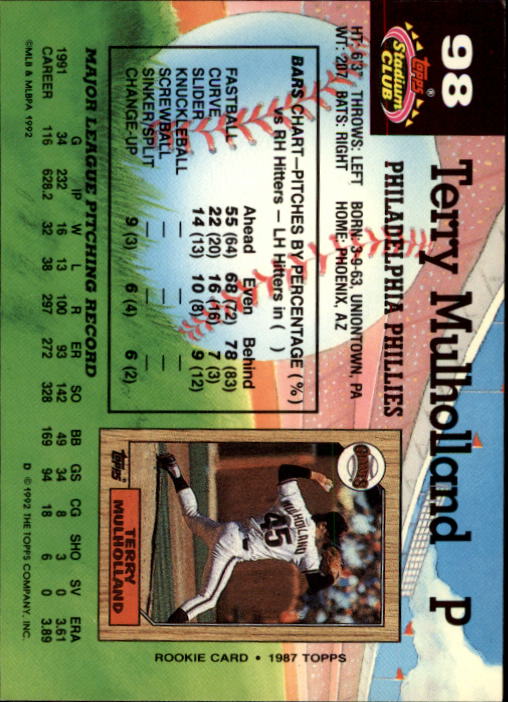 98
Topps
Stadium
CLUB
Terry Mulholland P
PHILADELPHIA PHILLIES
HT: 6'3" THROWS: LEFT BORN: 3-9-63, UNIONTOWN, PA
WT: 207 BATS: RIGHT HOME: PHOENIX, AZ
BARS CHART—PITCHES BY PERCENTAGE (%)
vs RH Hitters – LH Hitters in ( )
Ahead Even Behind
FASTBALL 55 (64) 68 (72) 78 (83)
CURVE 22 (20) 16 (16) 7 (3)
SLIDER 14 (13) 10 (8) 9 (12)
KNUCKLEBALL — — —
SCREWBALL — — —
SINKER/SPLIT — — —
CHANGE-UP 9 (3) 6 (4) 6 (2)
GIANTS
MULHOLLAND
45
Topps
TERRY
MULHOLLAND
ROOKIE CARD • 1987 TOPPS
MAJOR LEAGUE PITCHING RECORD
G IP W L R ER SO BB GS CG SHO SV ERA
1991 34 232 16 13 100 93 142 49 34 8 3 0 3.61
CAREER 116 628.2 32 38 297 272 328 169 94 18 6 0 3.89
©MLB & MLBPA 1992
D ©1992 THE TOPPS COMPANY, INC.